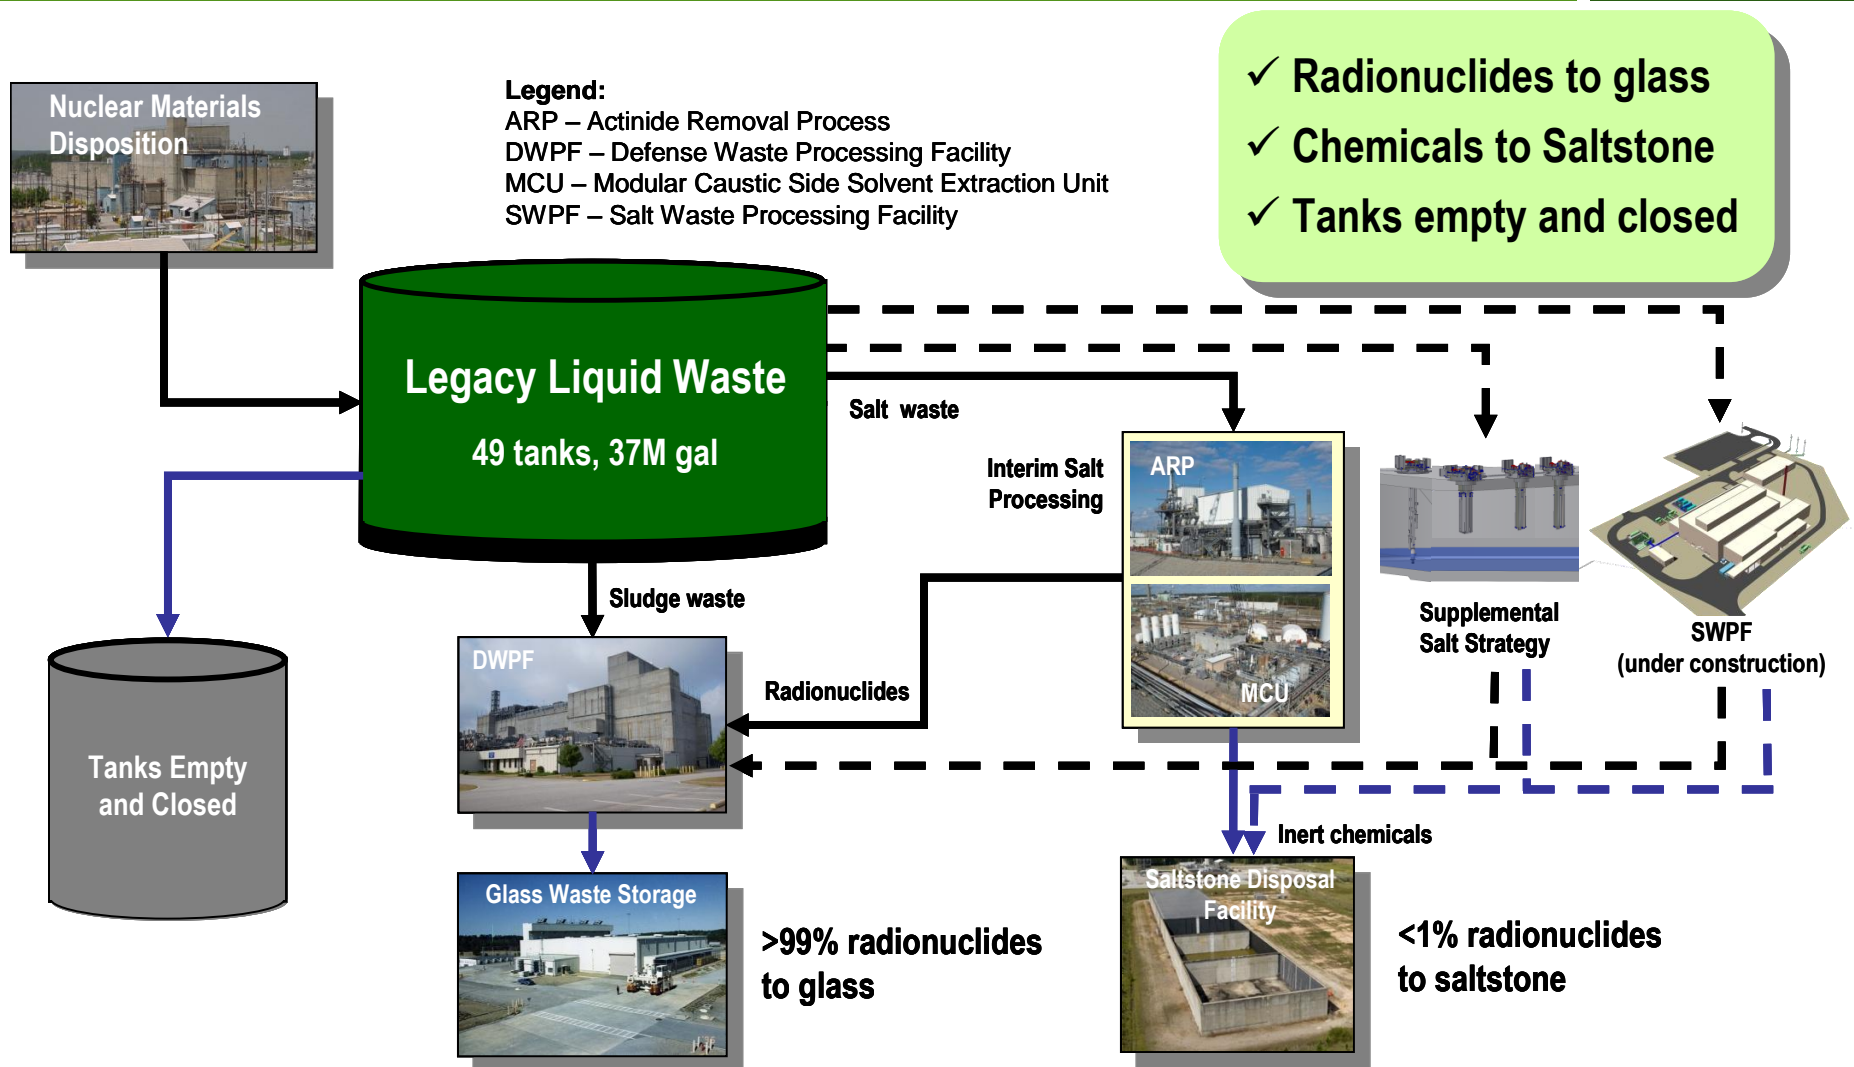 Nuclear Materials
Disposition
Legend:
ARP – Actinide Removal Process
DWPF – Defense Waste Processing Facility
MCU – Modular Caustic Side Solvent Extraction Unit
SWPF – Salt Waste Processing Facility
✓ Radionuclides to glass
✓ Chemicals to Saltstone
✓ Tanks empty and closed
Legacy Liquid Waste
49 tanks, 37M gal
Salt waste
Interim Salt
Processing
ARP
MCU
Supplemental
Salt Strategy
SWPF
(under construction)
Sludge waste
DWPF
Radionuclides
Tanks Empty
and Closed
Inert chemicals
Glass Waste Storage
>99% radionuclides
to glass
Saltstone Disposal
Facility
<1% radionuclides
to saltstone